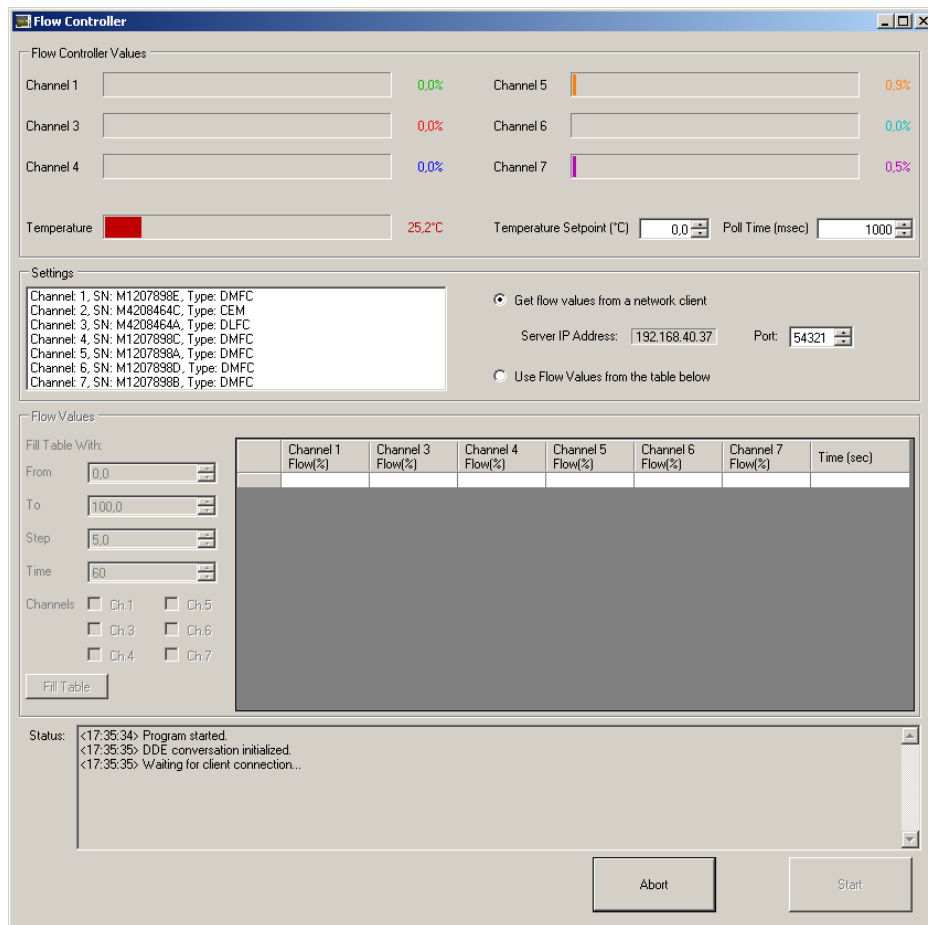 Flow Controller
Flow Controller Values
Channel 1 0,0% Channel 5 0,9%
Channel 3 0,0% Channel 6 0,0%
Channel 4 0,0% Channel 7 0,5%
Temperature 25,2°C Temperature Setpoint (°C) 0,0 Poll Time (msec) 1000
Settings
Channel: 1, SN: M1207898E, Type: DMFC
Channel: 2, SN: M4208464C, Type: CEM
Channel: 3, SN: M4208464A, Type: DLFC
Channel: 4, SN: M1207898C, Type: DMFC
Channel: 5, SN: M1207898A, Type: DMFC
Channel: 6, SN: M1207898D, Type: DMFC
Channel: 7, SN: M1207898B, Type: DMFC
Get flow values from a network client
Server IP Address: 192.168.40.37 Port: 54321
Use Flow Values from the table below
Flow Values
Fill Table With:
From 0,0
To 100,0
Step 5,0
Time 60
Channels Ch.1 Ch.5
Ch.3 Ch.6
Ch.4 Ch.7
Fill Table
Channel 1 Channel 3 Channel 4 Channel 5 Channel 6 Channel 7 Time (sec)
Flow(%) Flow(%) Flow(%) Flow(%) Flow(%) Flow(%)
Status: <17:35:34> Program started.
<17:35:35> DDE conversation initialized.
<17:35:35> Waiting for client connection...
Abort Start